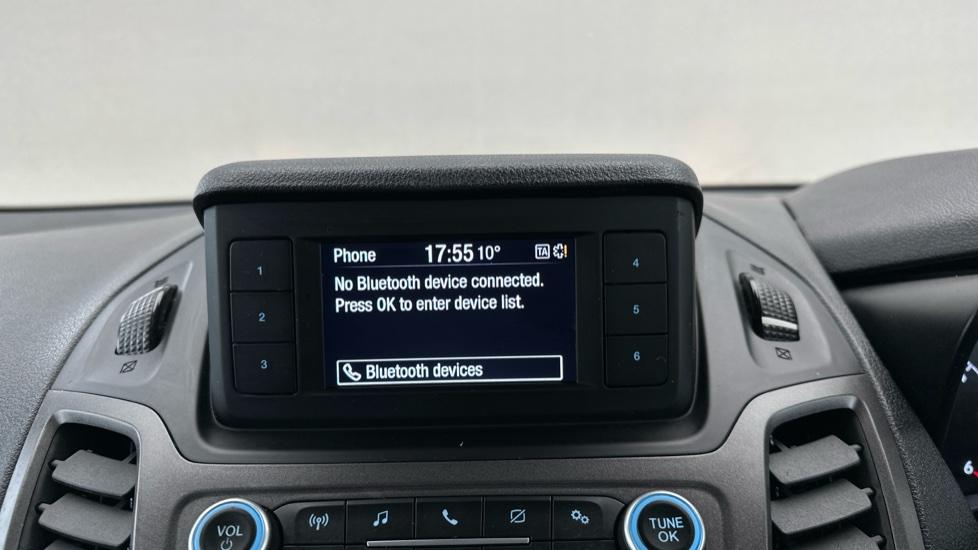 Phone 17:55 10° TA
No Bluetooth device connected.
Press OK to enter device list.
Bluetooth devices
1
2
3
4
5
6
VOL
TUNE
OK
6